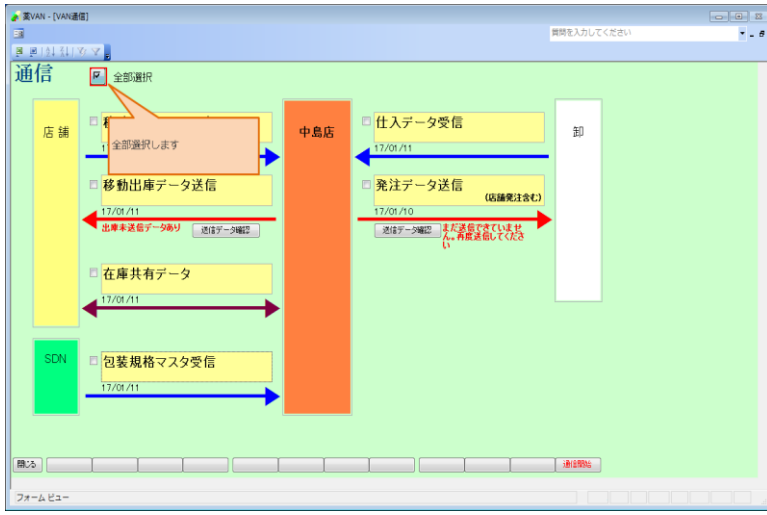 薬VAN - [VAN通信]
質問を入力してください
通信
全部選択
全部選択します
店 舗
中島店
卸
仕入データ受信
17/01/11
移動出庫データ送信
17/01/11
出庫未送信データあり
送信データ確認
発注データ送信
(店舗発注含む)
17/01/10
送信データ確認
まだ送信できていませ
ん。再度送信してくださ
い
在庫共有データ
17/01/11
SDN
包装規格マスタ受信
17/01/11
閉じる
通信開始
フォーム ビュー